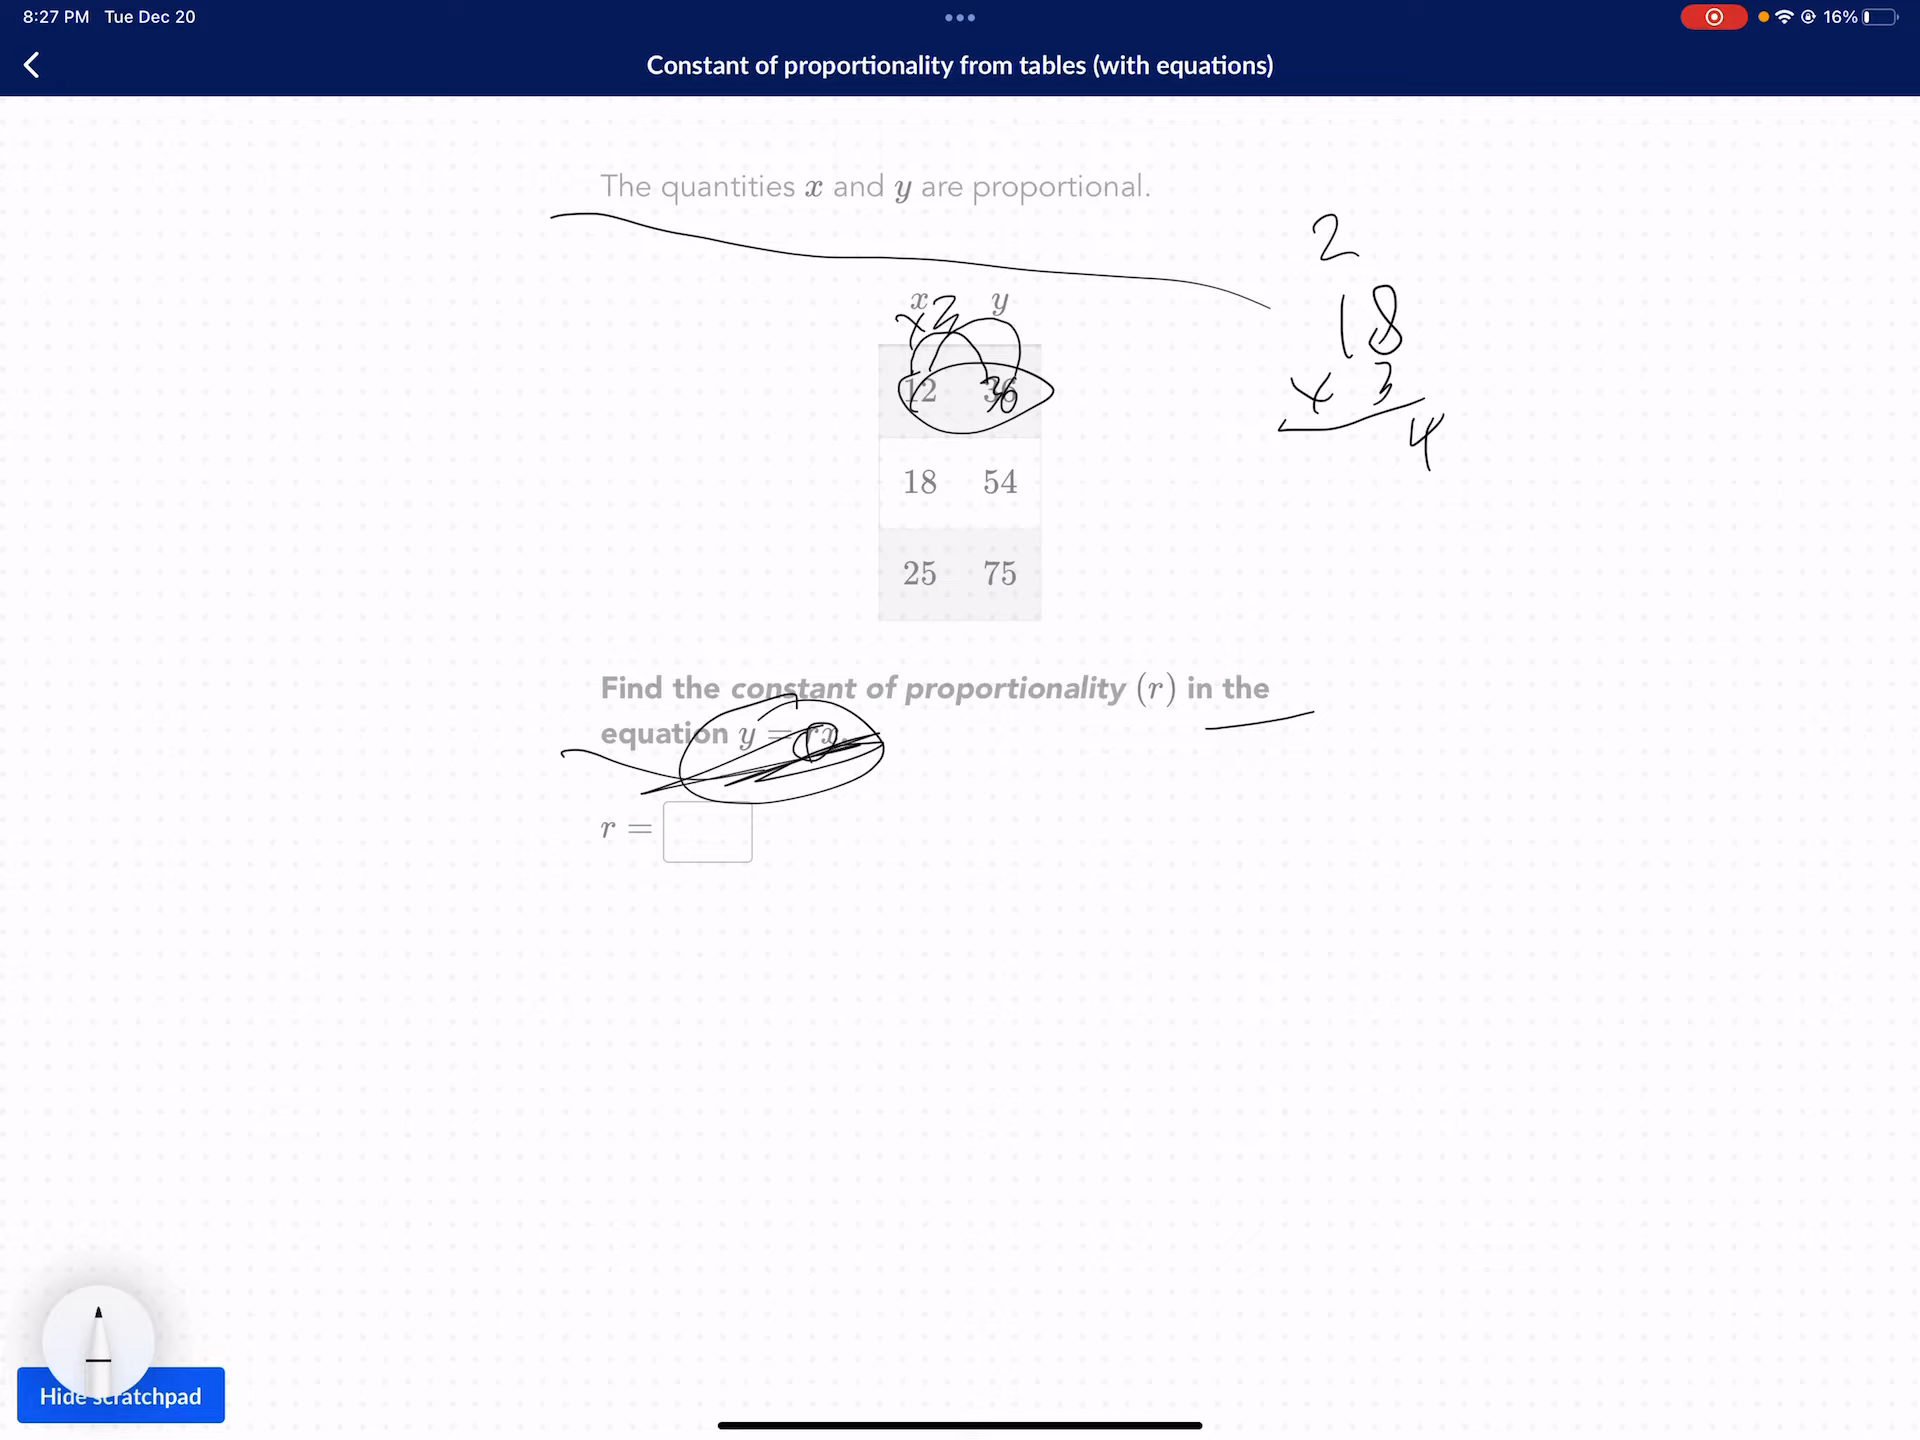 8:27 PM Tue Dec 20
16%
Constant of proportionality from tables (with equations)
The quantities x and y are proportional.
2
x y
x3
18
12 36
36
x 3
4
18 54
25 75
Find the constant of proportionality (r) in the
equation y = rx.
r =
Hide scratchpad